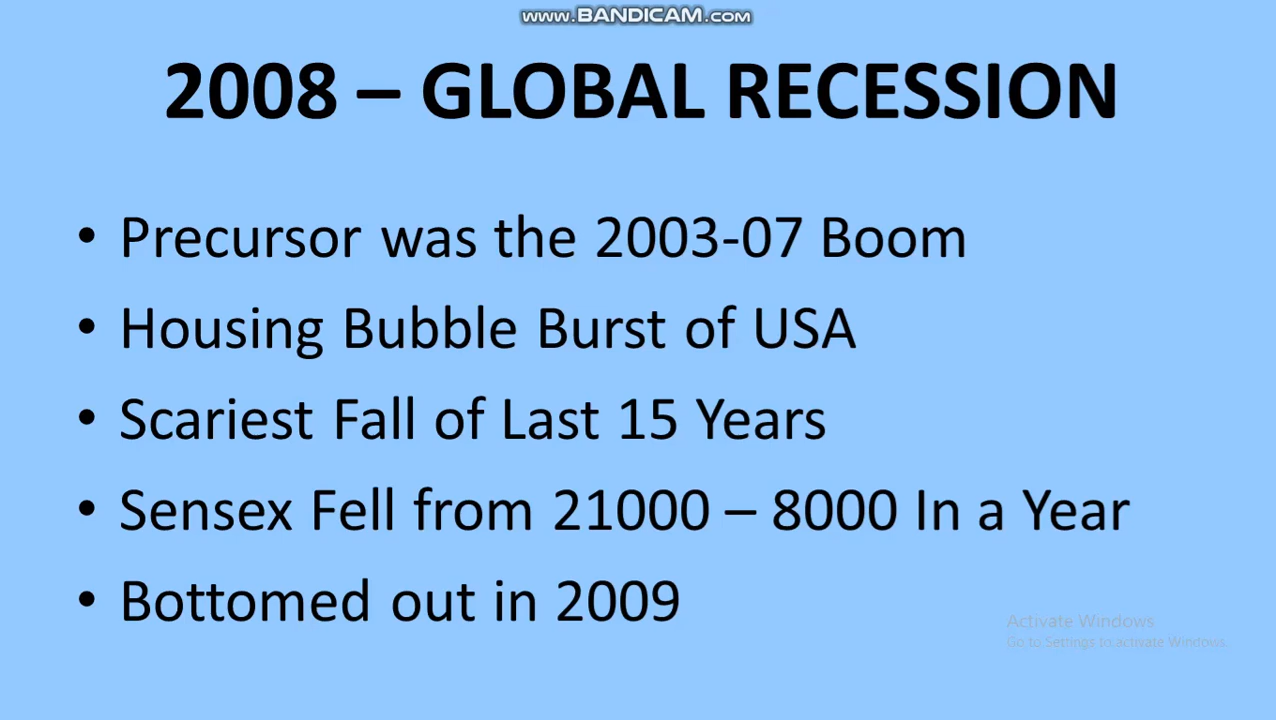 www.BANDICAM.com
2008 – GLOBAL RECESSION
• Precursor was the 2003-07 Boom
• Housing Bubble Burst of USA
• Scariest Fall of Last 15 Years
• Sensex Fell from 21000 – 8000 In a Year
• Bottomed out in 2009
Activate Windows
Go to Settings to activate Windows.